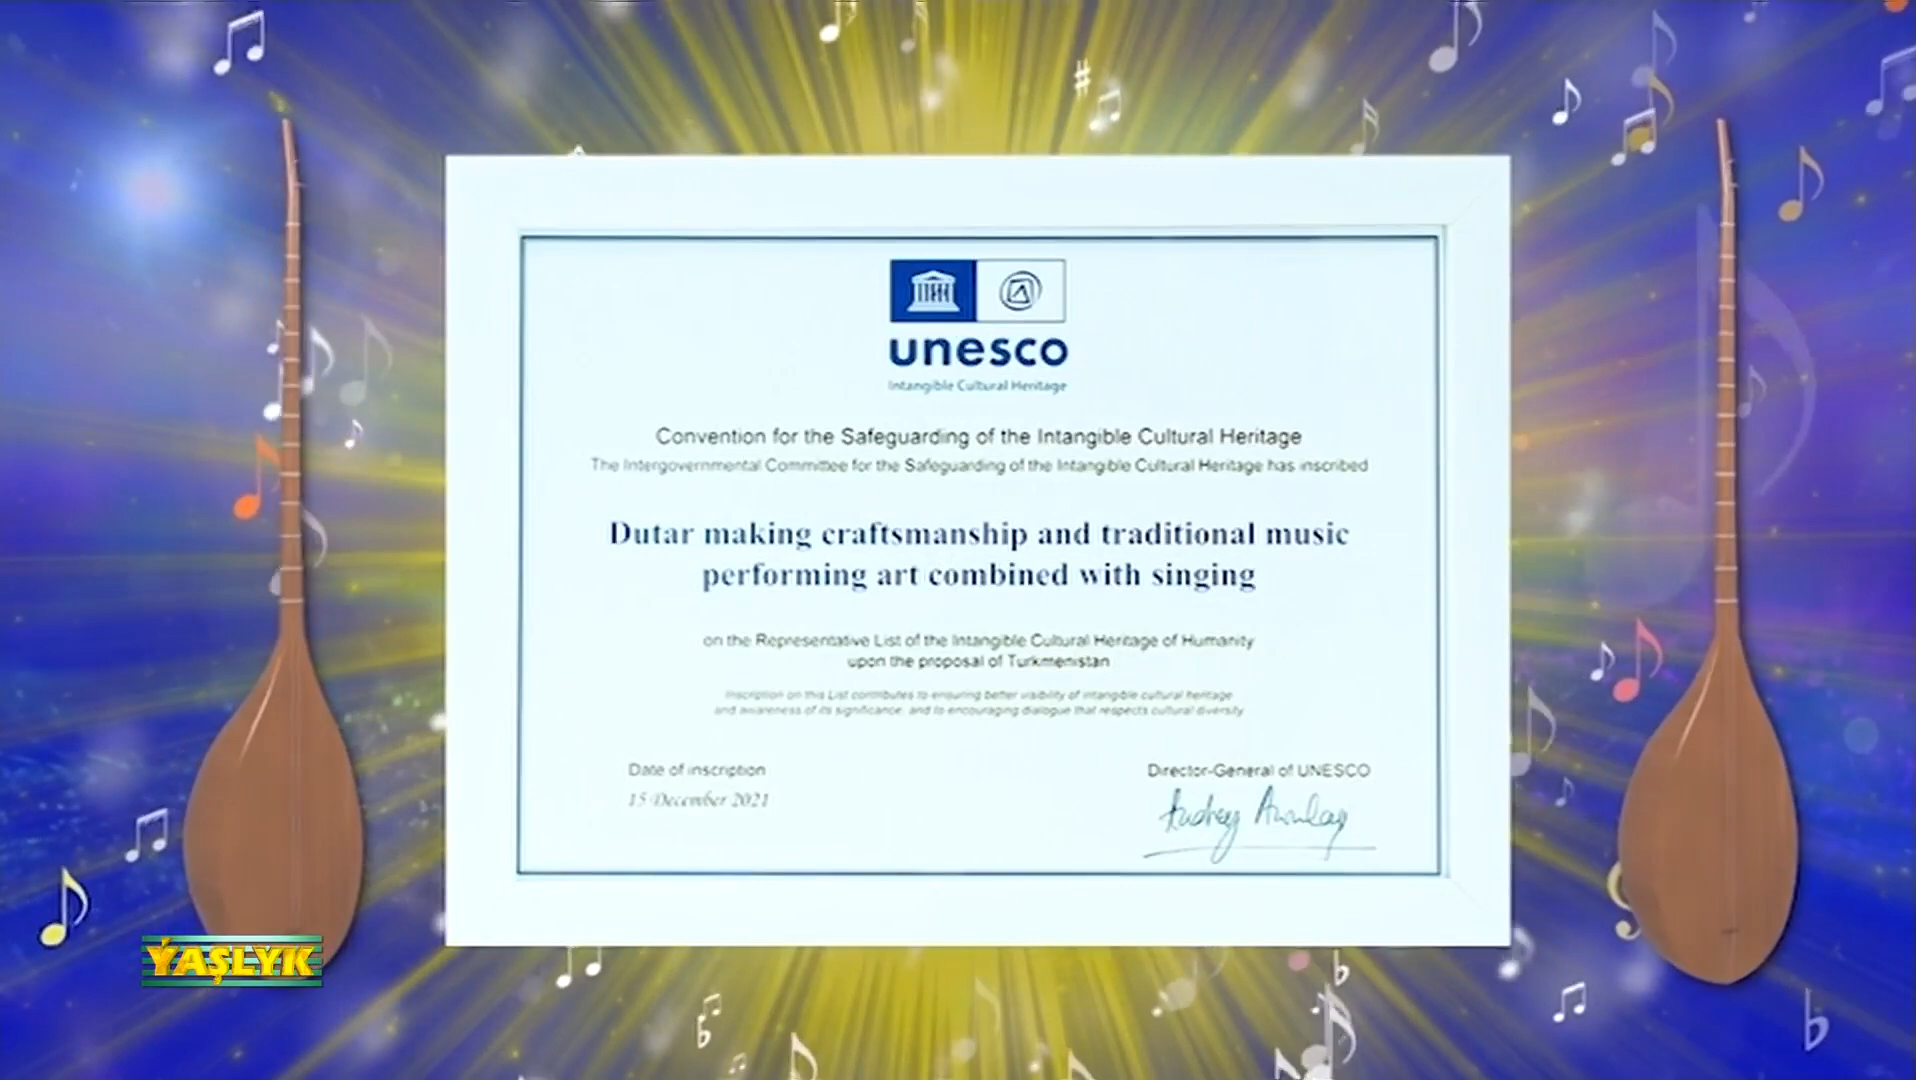 unesco
Intangible Cultural Heritage
Convention for the Safeguarding of the Intangible Cultural Heritage
The Intergovernmental Committee for the Safeguarding of the Intangible Cultural Heritage has inscribed
Dutar making craftsmanship and traditional music
performing art combined with singing
on the Representative List of the Intangible Cultural Heritage of Humanity
upon the proposal of Turkmenistan
Inscription on this List contributes to ensuring better visibility of intangible cultural heritage
and awareness of its significance, and to encouraging dialogue that respects cultural diversity
Date of inscription
15 December 2021
Director-General of UNESCO
Audrey Azoulay
ÝAŞLYK